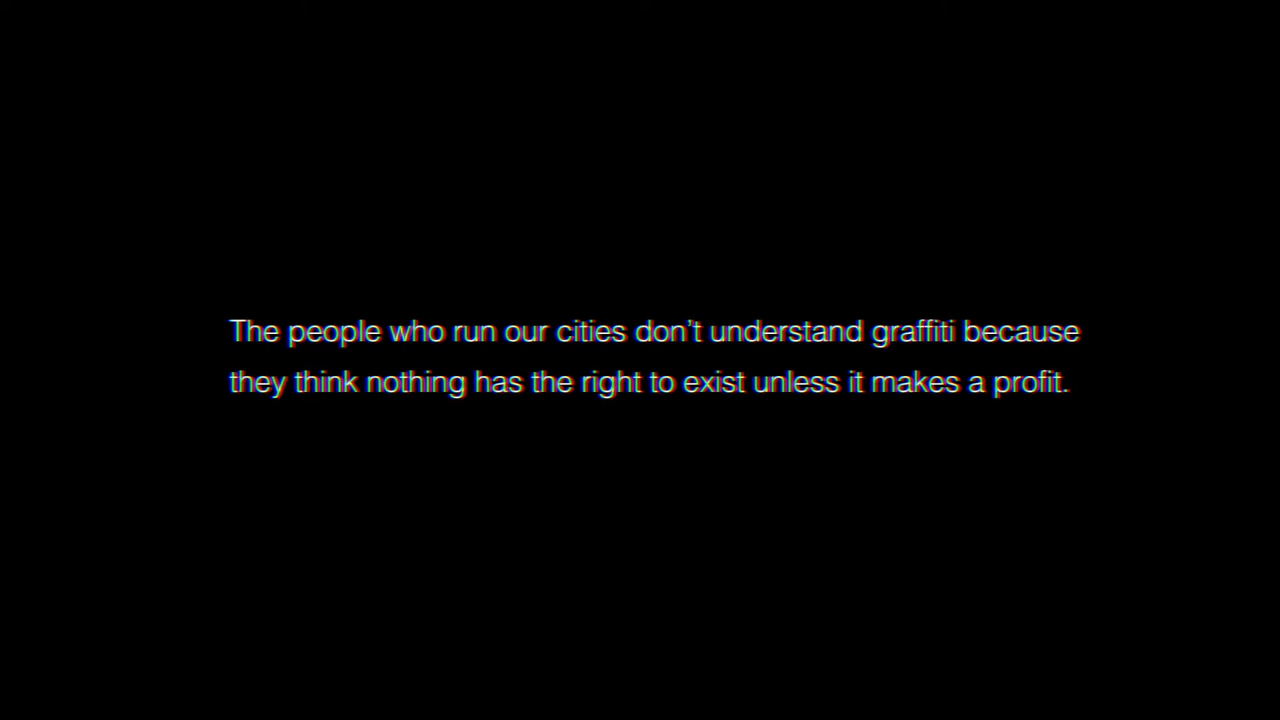 The people who run our cities don’t understand graffiti because
they think nothing has the right to exist unless it makes a profit.